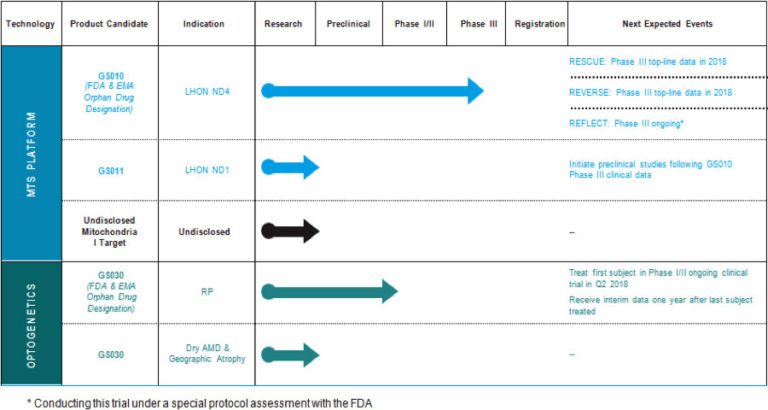 Technology Product Candidate Indication Research Preclinical Phase I/II Phase III Registration Next Expected Events
MTS PLATFORM
GS010
(FDA & EMA
Orphan Drug
Designation)
LHON ND4
RESCUE: Phase III top-line data in 2018
REVERSE: Phase III top-line data in 2018
REFLECT: Phase III ongoing*
GS011
LHON ND1
Initiate preclinical studies following GS010
Phase III clinical data
Undisclosed
Mitochondria
l Target
Undisclosed
--
OPTOGENETICS
GS030
(FDA & EMA
Orphan Drug
Designation)
RP
Treat first subject in Phase I/II ongoing clinical
trial in Q2 2018
Receive interim data one year after last subject
treated
GS030
Dry AMD &
Geographic Atrophy
--
* Conducting this trial under a special protocol assessment with the FDA